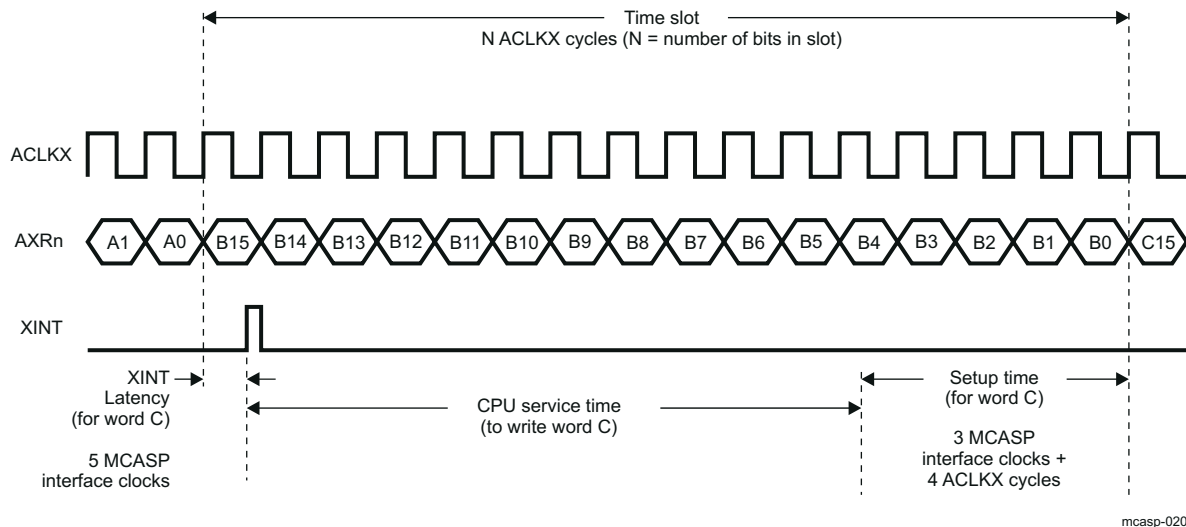 Time slot
N ACLKX cycles (N = number of bits in slot)
ACLKX
AXRn
A1 A0 B15 B14 B13 B12 B11 B10 B9 B8 B7 B6 B5 B4 B3 B2 B1 B0 C15
XINT
XINT
Latency
(for word C)
5 MCASP
interface clocks
CPU service time
(to write word C)
Setup time
(for word C)
3 MCASP
interface clocks +
4 ACLKX cycles
mcasp-020